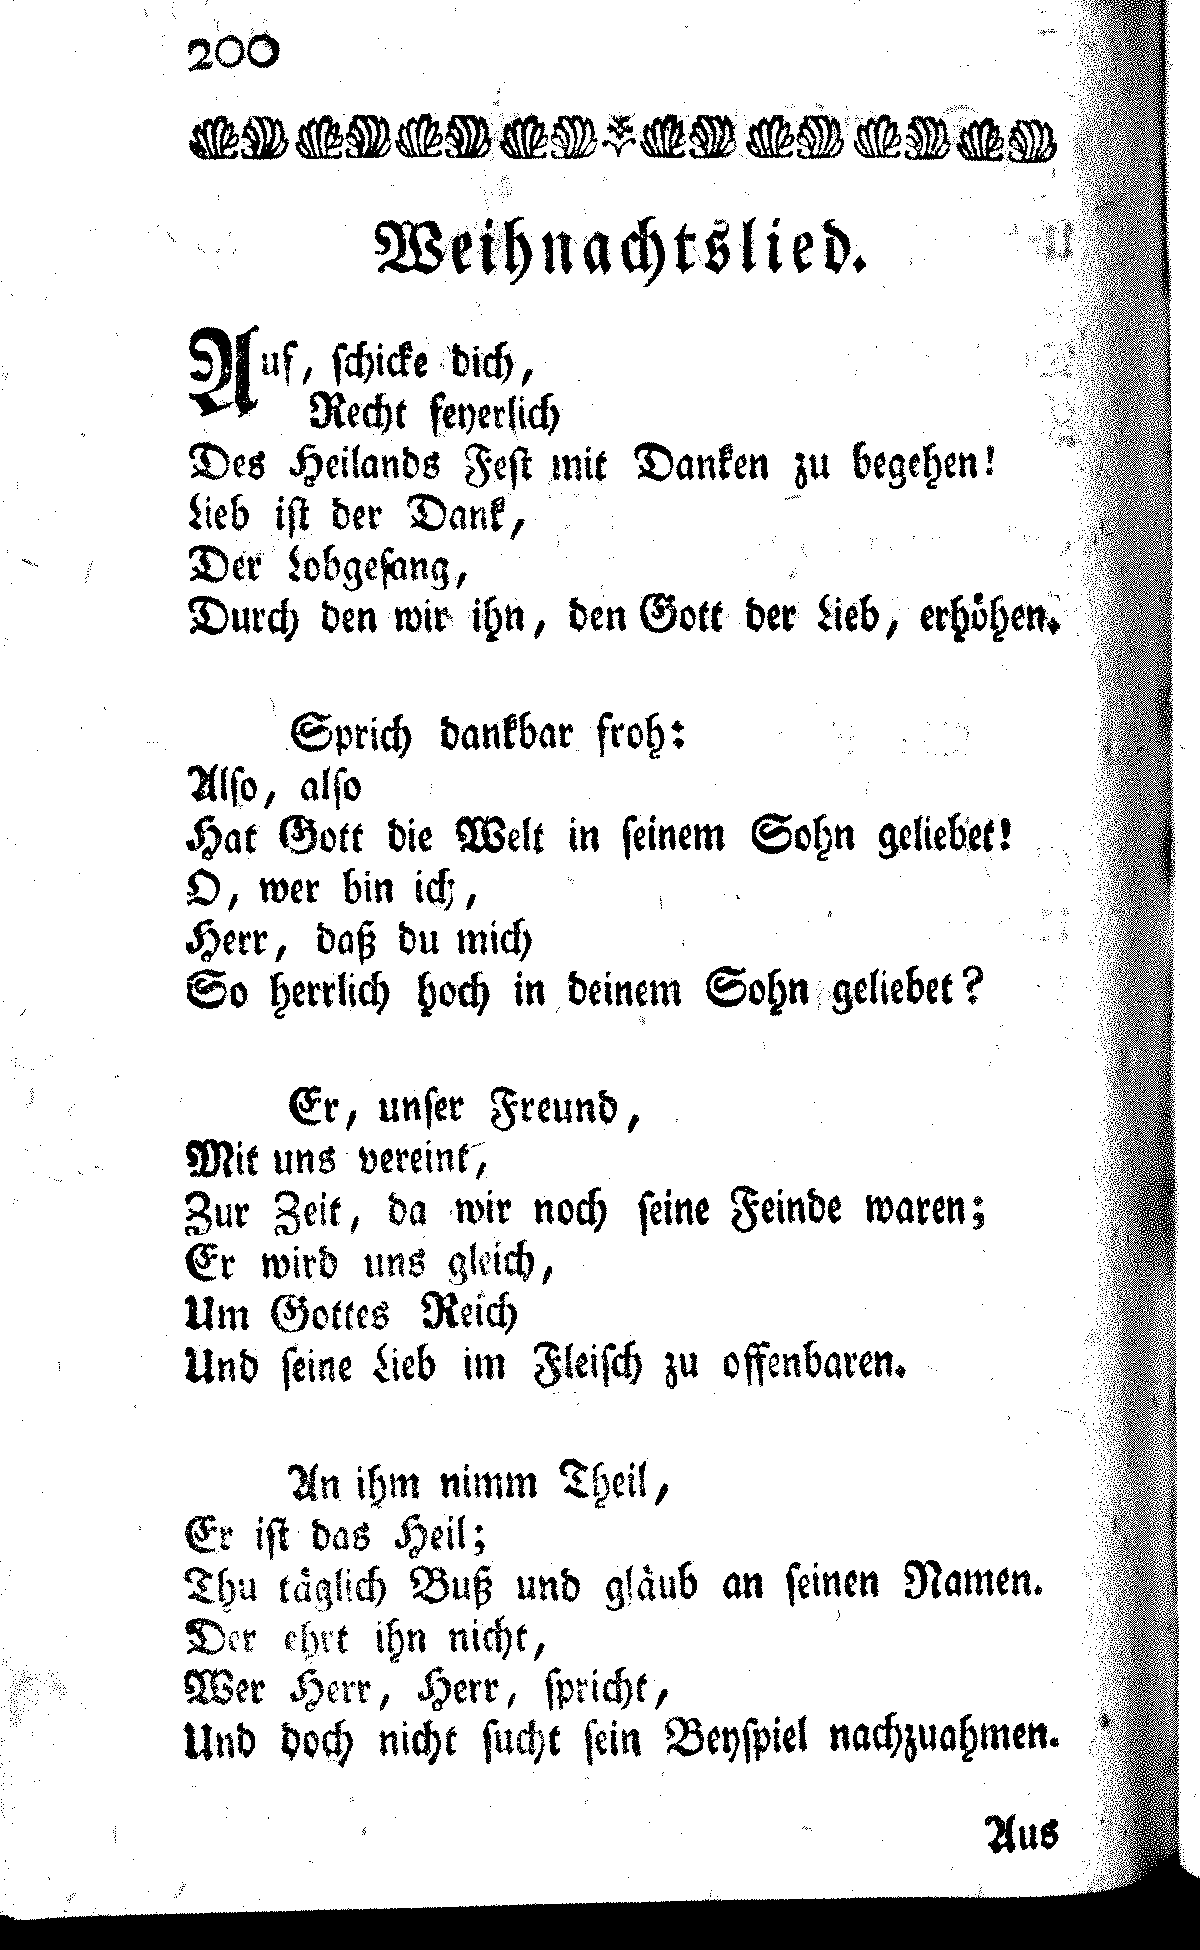 200
Weihnachtslied.
Auf, ſchicke dich,
Recht feyerlich
Des Heilands Feſt mit Danken zu begehen!
Lieb iſt der Dank,
Der Lobgeſang,
Durch den wir ihn, den Gott der Lieb, erhöhen.
Sprich dankbar froh:
Alſo, alſo
Hat Gott die Welt in ſeinem Sohn geliebet!
O, wer bin ich,
Herr, daß du mich
So herrlich hoch in deinem Sohn geliebet?
Er, unſer Freund,
Mit uns vereint,
Zur Zeit, da wir noch ſeine Feinde waren;
Er wird uns gleich,
Um Gottes Reich
Und ſeine Lieb im Fleiſch zu offenbaren.
An ihm nimm Theil,
Er iſt das Heil;
Thu täglich Buß und gläub an ſeinen Namen.
Der ehrt ihn nicht,
Wer Herr, Herr, ſpricht,
Und doch nicht ſucht ſein Beyſpiel nachzuahmen.
Aus